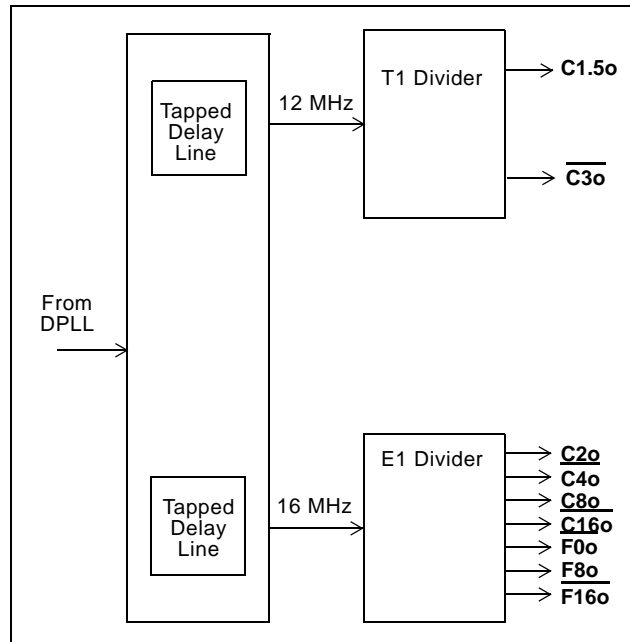 Tapped
Delay
Line
12 MHz
T1 Divider
C1.5o
C3o
From
DPLL
Tapped
Delay
Line
16 MHz
E1 Divider
C2o
C4o
C8o
C16o
F0o
F8o
F16o